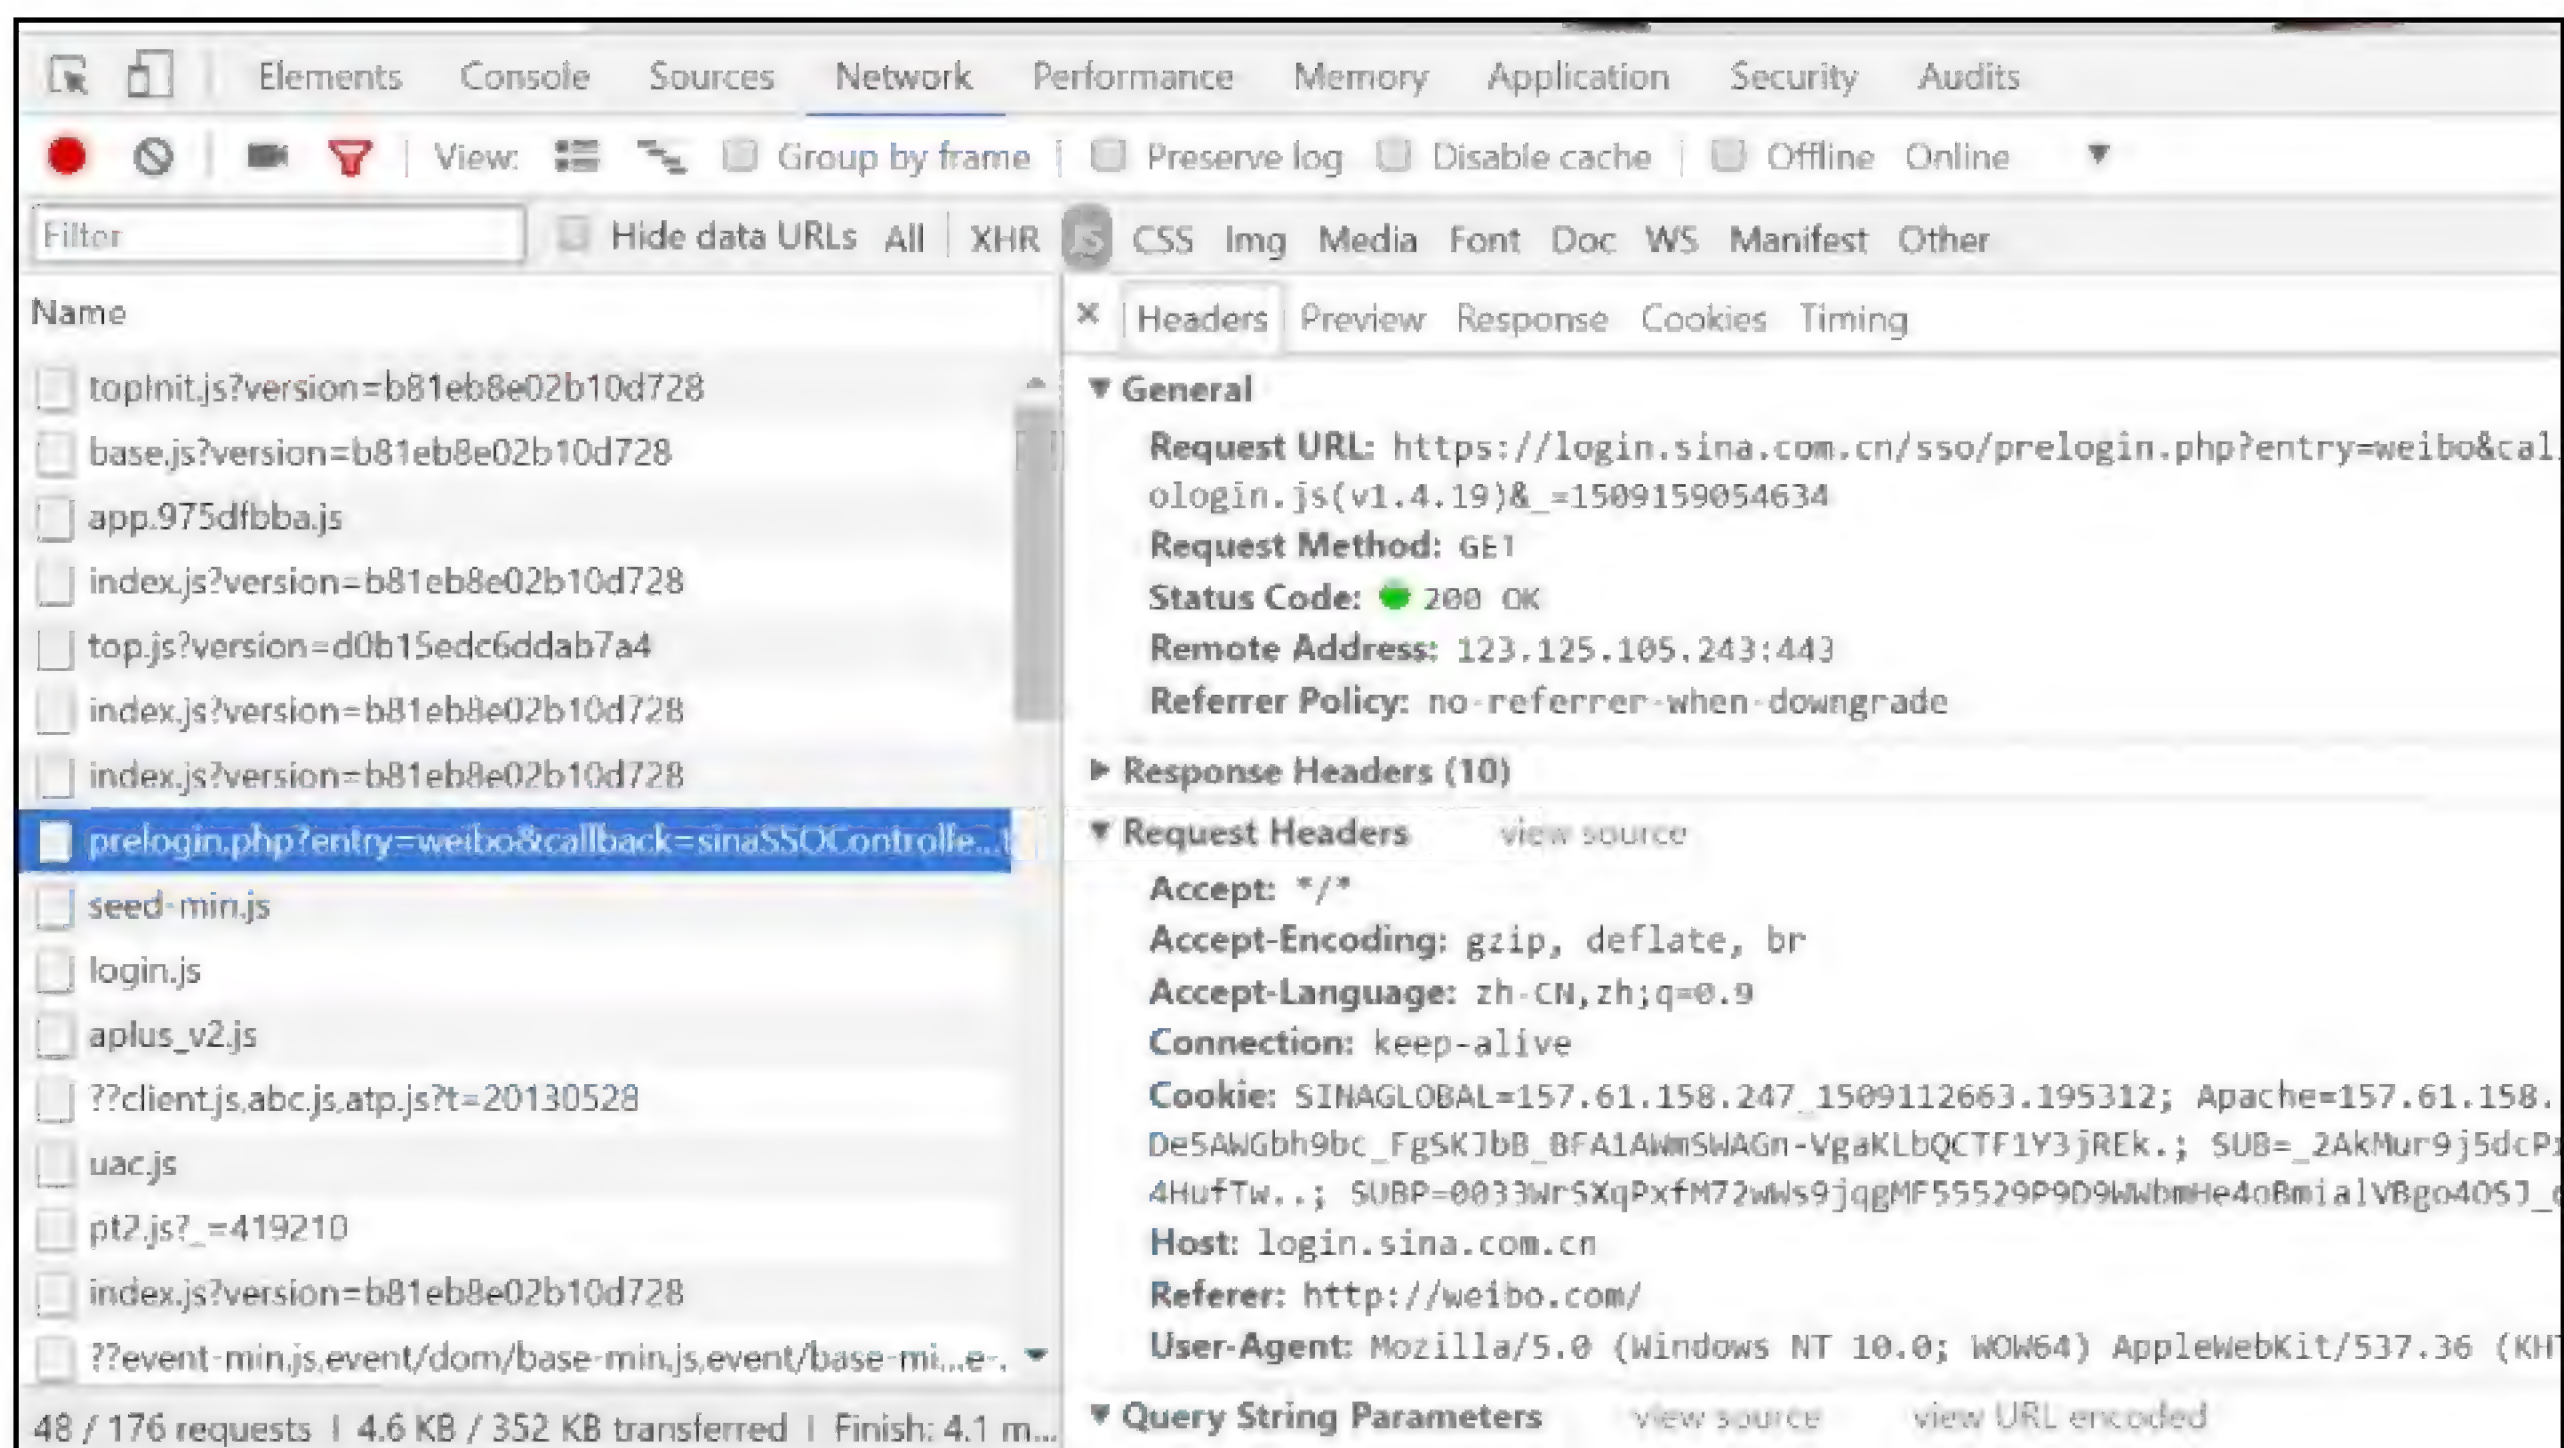 Elements Console Sources Network Performance Memory Application Security Audits
View: Group by frame Preserve log Disable cache Offline Online
Filter Hide data URLs All XHR JS CSS Img Media Font Doc WS Manifest Other
Name
topInit.js?version=b81eb8e02b10d728
base.js?version=b81eb8e02b10d728
app.975dfbba.js
index.js?version=b81eb8e02b10d728
top.js?version=d0b15edc6ddab7a4
index.js?version=b81eb8e02b10d728
index.js?version=b81eb8e02b10d728
prelogin.php?entry=weibo&callback=sinaSSOControlle...t
seed-min.js
login.js
aplus_v2.js
??client.js,abc.js,atp.js?t=20130528
uac.js
pt2.js?_=419210
index.js?version=b81eb8e02b10d728
??event-min.js,event/dom/base-min.js,event/base-mi...e-.
48 / 176 requests | 4.6 KB / 352 KB transferred | Finish: 4.1 m...
× Headers Preview Response Cookies Timing
▼ General
Request URL: https://login.sina.com.cn/sso/prelogin.php?entry=weibo&cal
ologin.js(v1.4.19)&_=1509159054634
Request Method: GET
Status Code: 200 OK
Remote Address: 123.125.105.243:443
Referrer Policy: no-referrer-when-downgrade
▶ Response Headers (10)
▼ Request Headers view source
Accept: */*
Accept-Encoding: gzip, deflate, br
Accept-Language: zh-CN,zh;q=0.9
Connection: keep-alive
Cookie: SINAGLOBAL=157.61.158.247_1509112663.195312; Apache=157.61.158.
De5AWGbh9bc_FgSKJbB_BFA1AWmSWAGn-VgaKLbQCTF1Y3jREk.; SUB=_2AkMur9j5dcP
4HufTw..; SUBP=0033WrSXqPxfM72wWs9jqgMF55529P9D9WWbmHe4oBmialVBgo4OSJ_
Host: login.sina.com.cn
Referer: http://weibo.com/
User-Agent: Mozilla/5.0 (Windows NT 10.0; WOW64) AppleWebKit/537.36 (KH
▼ Query String Parameters view source view URL encoded